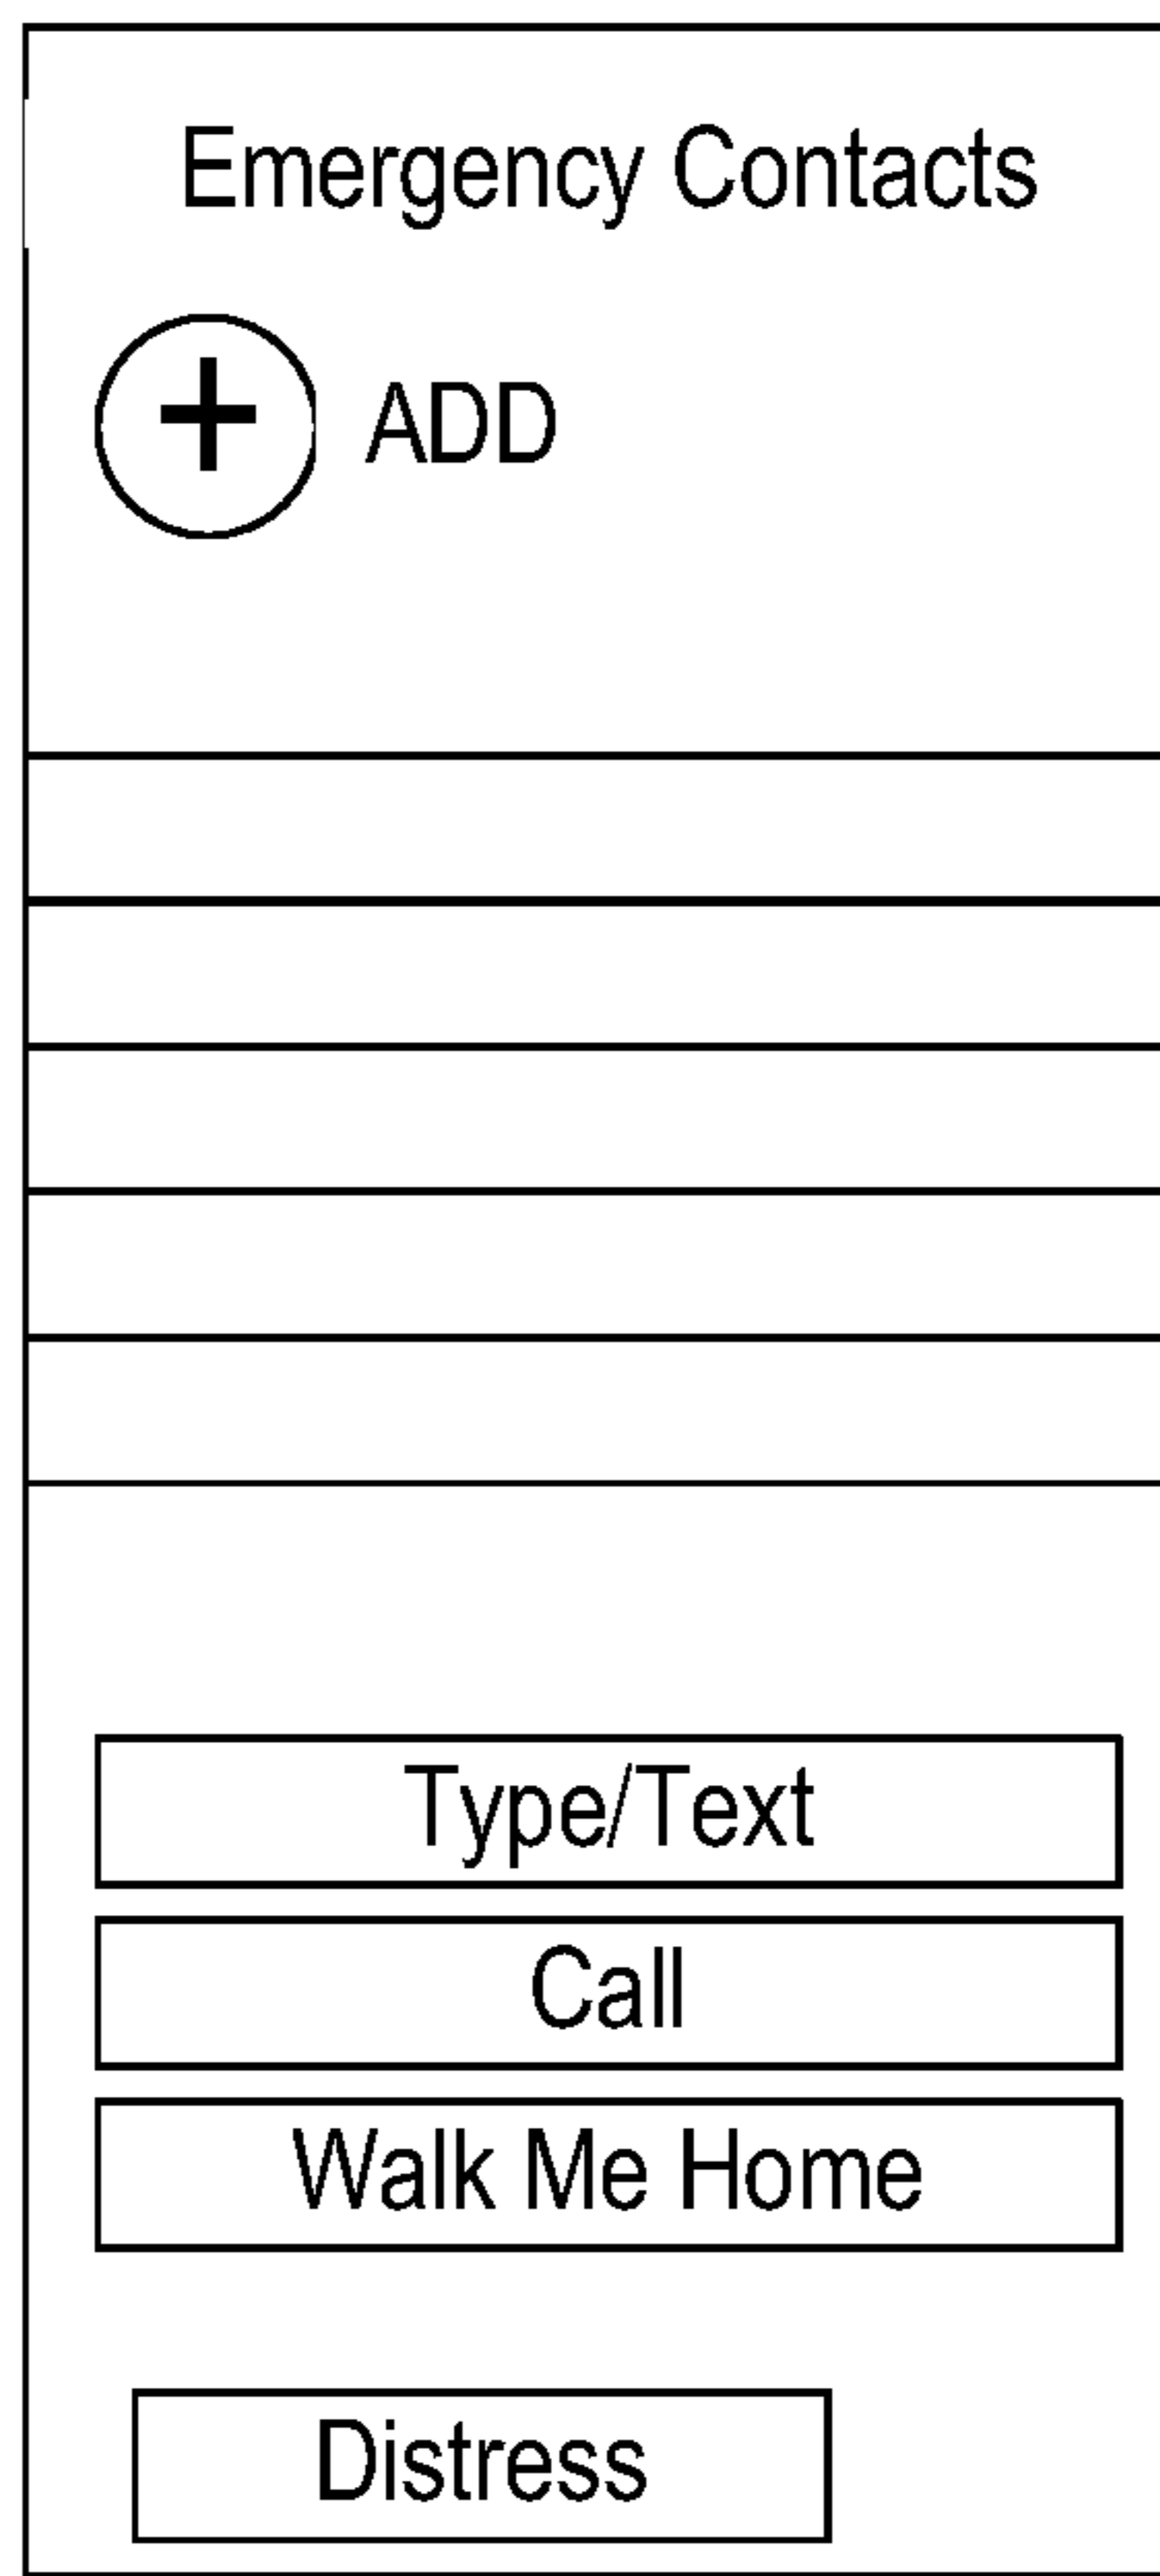 Emergency Contacts
+ ADD
Type/Text
Call
Walk Me Home
Distress